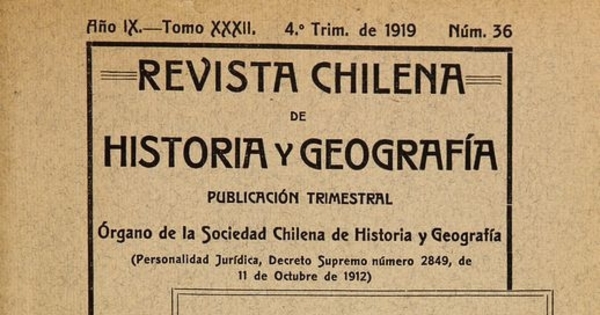 Año IX.—Tomo XXXII. 4.º Trim. de 1919 Núm. 36
REVISTA CHILENA
DE
HISTORIA Y GEOGRAFÍA
PUBLICACIÓN TRIMESTRAL
Órgano de la Sociedad Chilena de Historia y Geografía
(Personalidad Jurídica, Decreto Supremo número 2849, de
11 de Octubre de 1912)